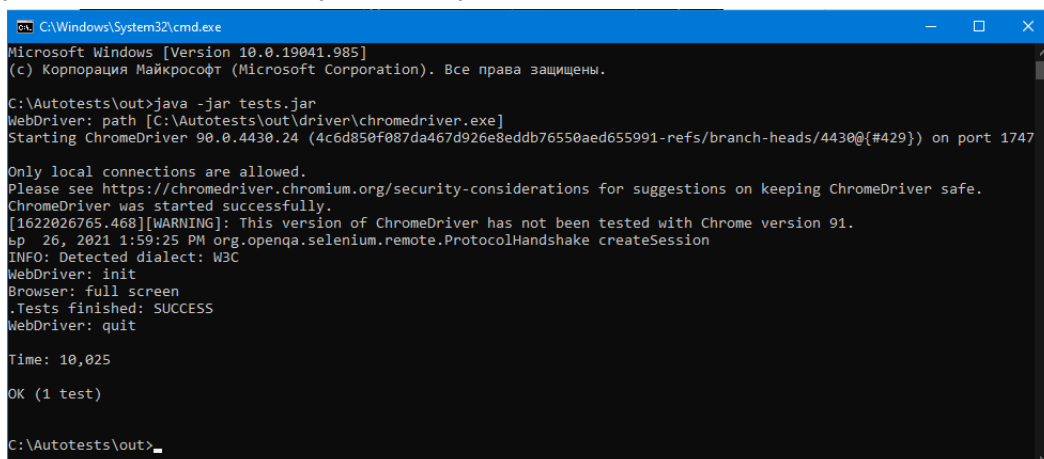 C:\Windows\System32\cmd.exe
Microsoft Windows [Version 10.0.19041.985]
(c) Корпорация Майкрософт (Microsoft Corporation). Все права защищены.
C:\Autotests\out>java -jar tests.jar
WebDriver: path [C:\Autotests\out\driver\chromedriver.exe]
Starting ChromeDriver 90.0.4430.24 (4c6d850f087da467d926e8eddb76550aed655991-refs/branch-heads/4430@{#429}) on port 1747
Only local connections are allowed.
Please see https://chromedriver.chromium.org/security-considerations for suggestions on keeping ChromeDriver safe.
ChromeDriver was started successfully.
[1622026765.468][WARNING]: This version of ChromeDriver has not been tested with Chrome version 91.
ьр 26, 2021 1:59:25 PM org.openqa.selenium.remote.ProtocolHandshake createSession
INFO: Detected dialect: W3C
WebDriver: init
Browser: full screen
.Tests finished: SUCCESS
WebDriver: quit
Time: 10,025
OK (1 test)
C:\Autotests\out>